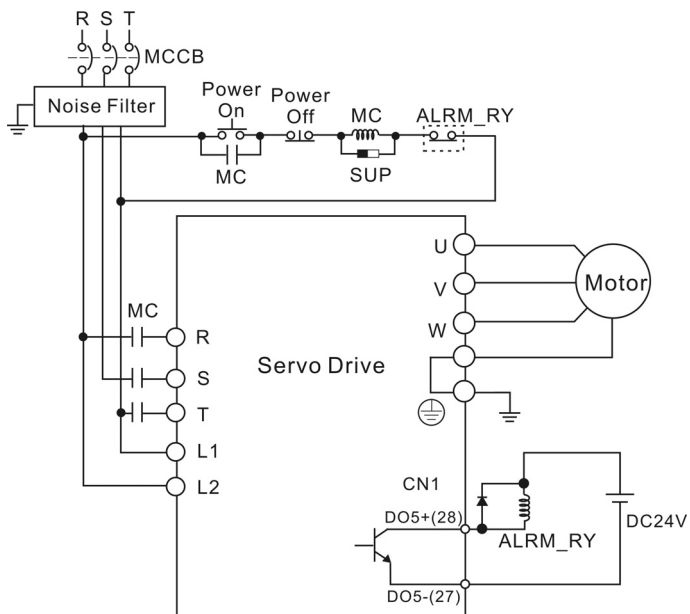 R S T
MCCB
Noise Filter
Power
On
Power
Off
MC
ALRM_RY
MC
SUP
U
V
W
Motor
MC
R
S
T
L1
L2
Servo Drive
CN1
DO5+(28)
ALRM_RY
DC24V
DO5-(27)